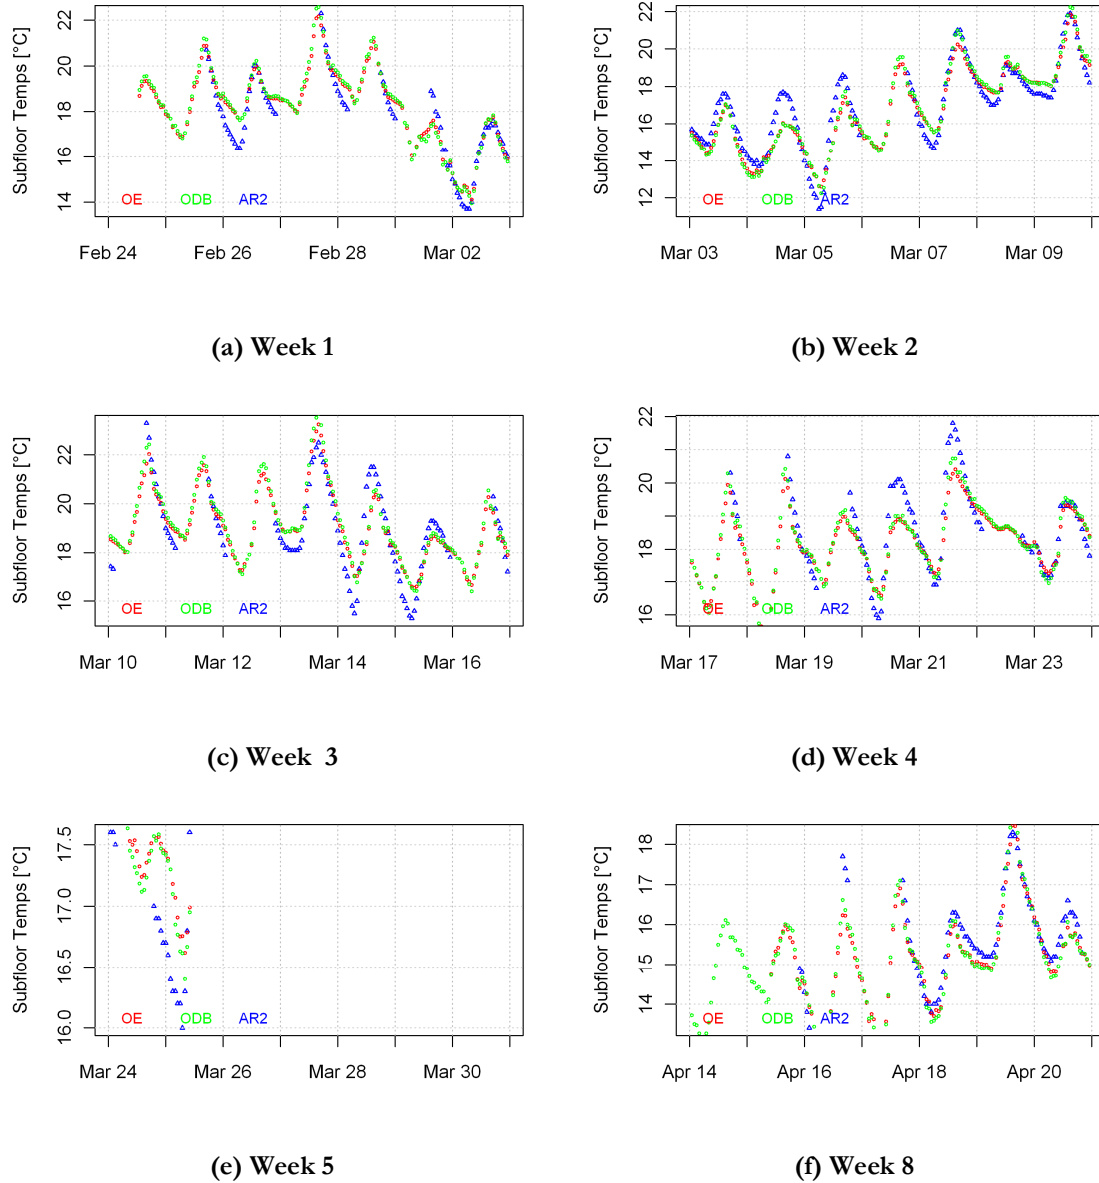 Subfloor Temps [°C]
22
20
18
16
14
OE ODB AR2
Feb 24 Feb 26 Feb 28 Mar 02
(a) Week 1
Subfloor Temps [°C]
22
20
18
16
14
12
OE ODB AR2
Mar 03 Mar 05 Mar 07 Mar 09
(b) Week 2
Subfloor Temps [°C]
22
20
18
16
OE ODB AR2
Mar 10 Mar 12 Mar 14 Mar 16
(c) Week 3
Subfloor Temps [°C]
22
20
18
16
OE ODB AR2
Mar 17 Mar 19 Mar 21 Mar 23
(d) Week 4
Subfloor Temps [°C]
17.5
17.0
16.5
16.0
OE ODB AR2
Mar 24 Mar 26 Mar 28 Mar 30
(e) Week 5
Subfloor Temps [°C]
18
17
16
15
14
OE ODB AR2
Apr 14 Apr 16 Apr 18 Apr 20
(f) Week 8